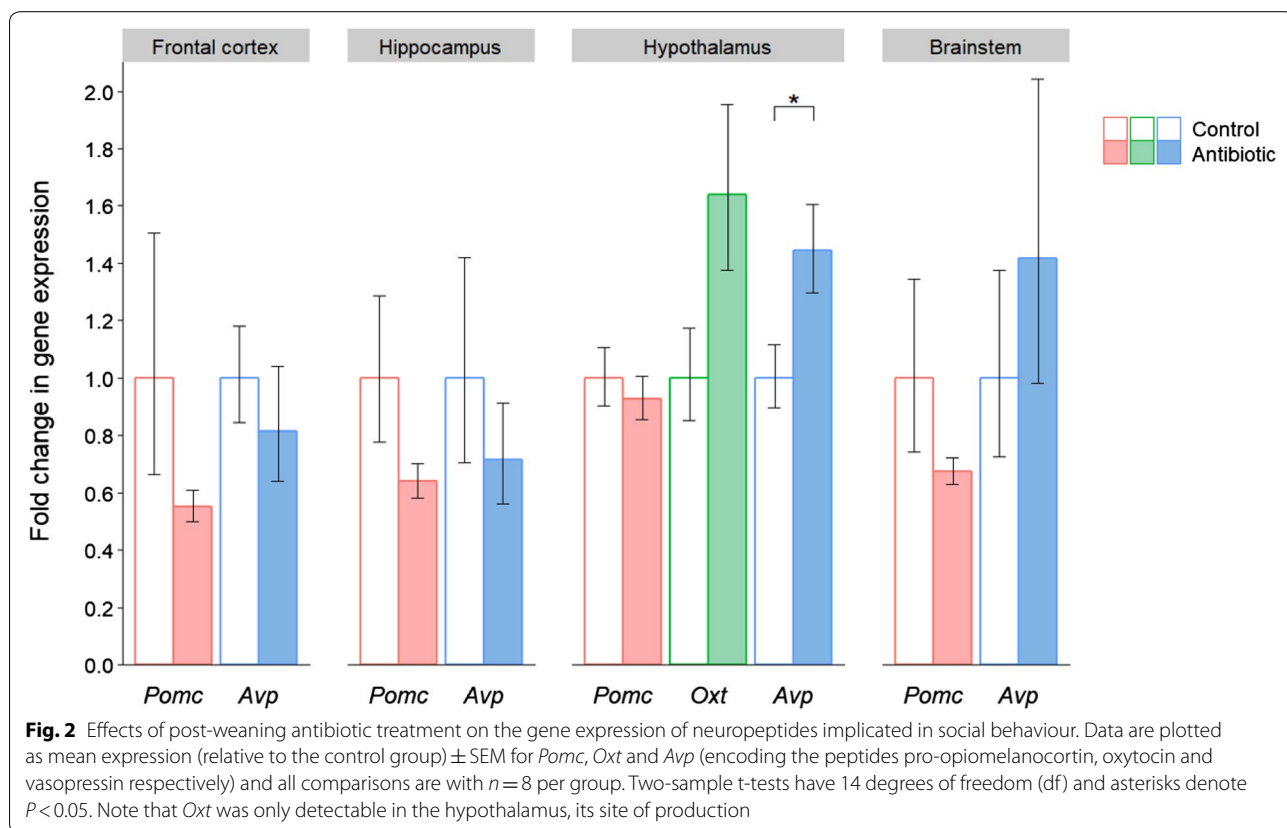 Frontal cortex
Hippocampus
Hypothalamus
Brainstem
Fold change in gene expression
2.0
1.8
1.6
1.4
1.2
1.0
0.8
0.6
0.4
0.2
0.0
*
Control
Antibiotic
Pomc Avp
Pomc Avp
Pomc Oxt Avp
Pomc Avp
Fig. 2 Effects of post-weaning antibiotic treatment on the gene expression of neuropeptides implicated in social behaviour. Data are plotted
as mean expression (relative to the control group) ± SEM for Pomc, Oxt and Avp (encoding the peptides pro-opiomelanocortin, oxytocin and
vasopressin respectively) and all comparisons are with n = 8 per group. Two-sample t-tests have 14 degrees of freedom (df) and asterisks denote
P < 0.05. Note that Oxt was only detectable in the hypothalamus, its site of production